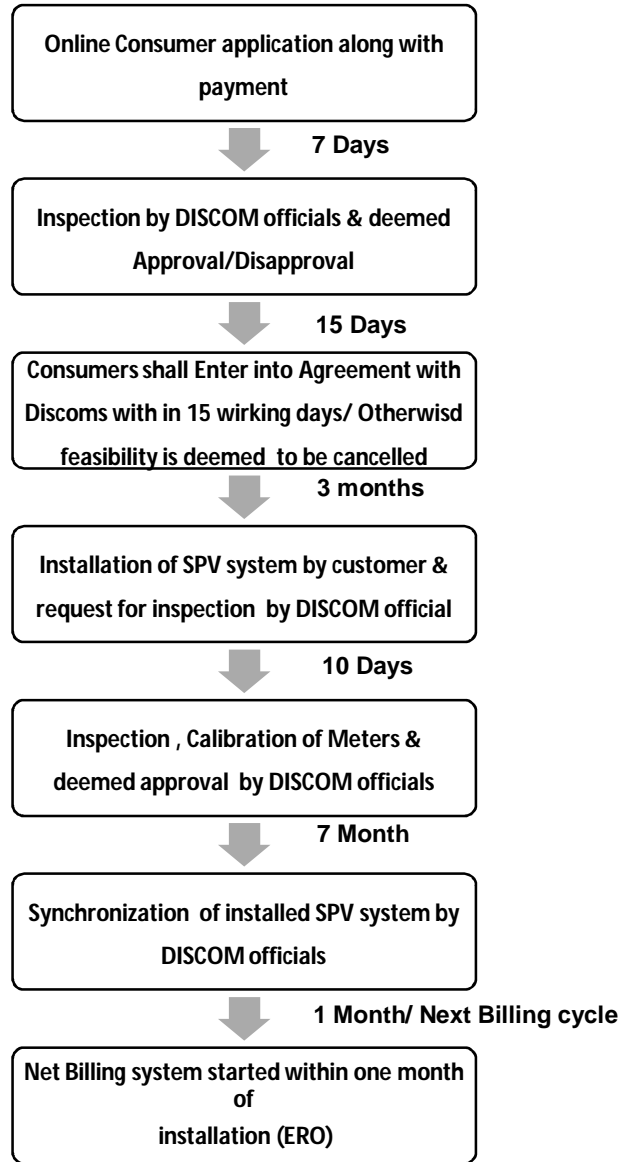 Online Consumer application along with
payment
7 Days
Inspection by DISCOM officials & deemed
Approval/Disapproval
15 Days
Consumers shall Enter into Agreement with
Discoms with in 15 wirking days/ Otherwisd
feasibility is deemed to be cancelled
3 months
Installation of SPV system by customer &
request for inspection by DISCOM official
10 Days
Inspection , Calibration of Meters &
deemed approval by DISCOM officials
7 Month
Synchronization of installed SPV system by
DISCOM officials
1 Month/ Next Billing cycle
Net Billing system started within one month
of
installation (ERO)